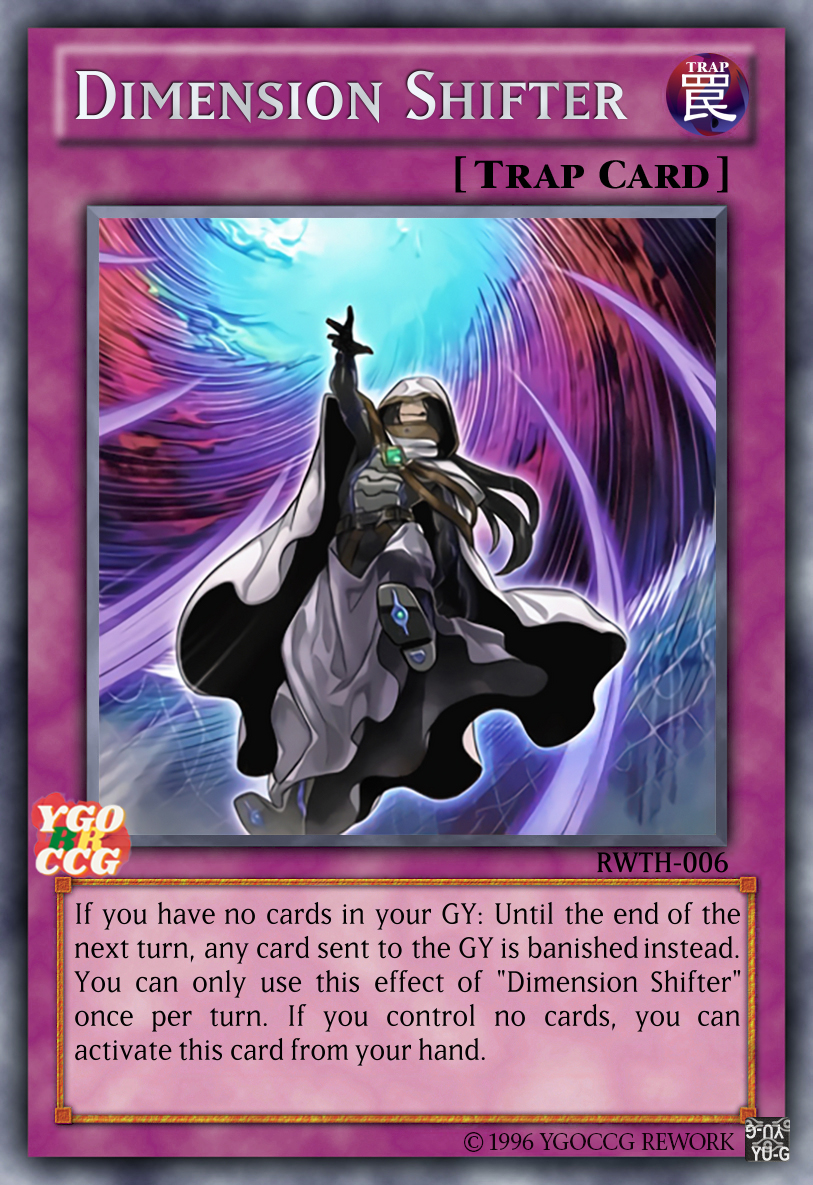 DIMENSION SHIFTER
TRAP
罠
[TRAP CARD]
YGO
RR
CCG
RWTH-006
If you have no cards in your GY: Until the end of the
next turn, any card sent to the GY is banished instead.
You can only use this effect of "Dimension Shifter"
once per turn. If you control no cards, you can
activate this card from your hand.
© 1996 YGOCCG REWORK
YU-G